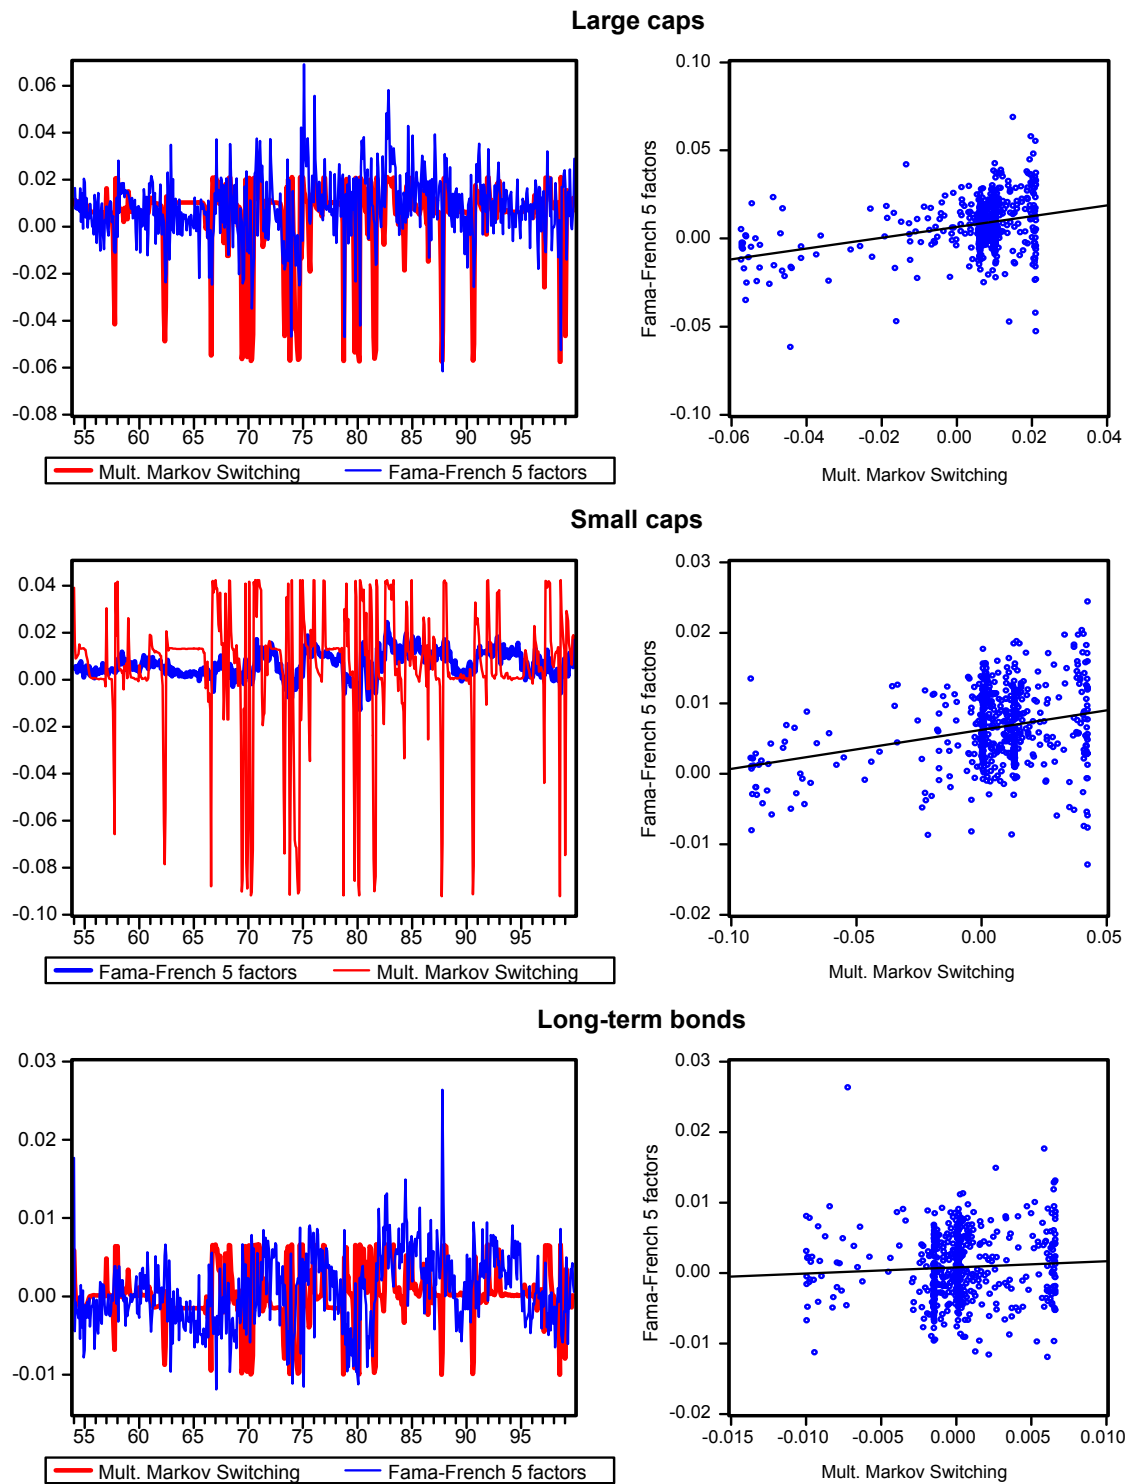 Large caps
0.06
0.04
0.02
0.00
-0.02
-0.04
-0.06
-0.08
55 60 65 70 75 80 85 90 95
Mult. Markov Switching Fama-French 5 factors
0.10
0.05
0.00
-0.05
-0.10
Fama-French 5 factors
-0.06 -0.04 -0.02 0.00 0.02 0.04
Mult. Markov Switching
Small caps
0.04
0.02
0.00
-0.02
-0.04
-0.06
-0.08
-0.10
55 60 65 70 75 80 85 90 95
Fama-French 5 factors Mult. Markov Switching
0.03
0.02
0.01
0.00
-0.01
-0.02
Fama-French 5 factors
-0.10 -0.05 0.00 0.05
Mult. Markov Switching
Long-term bonds
0.03
0.02
0.01
0.00
-0.01
55 60 65 70 75 80 85 90 95
Mult. Markov Switching Fama-French 5 factors
0.03
0.02
0.01
0.00
-0.01
-0.02
Fama-French 5 factors
-0.015 -0.010 -0.005 0.000 0.005 0.010
Mult. Markov Switching